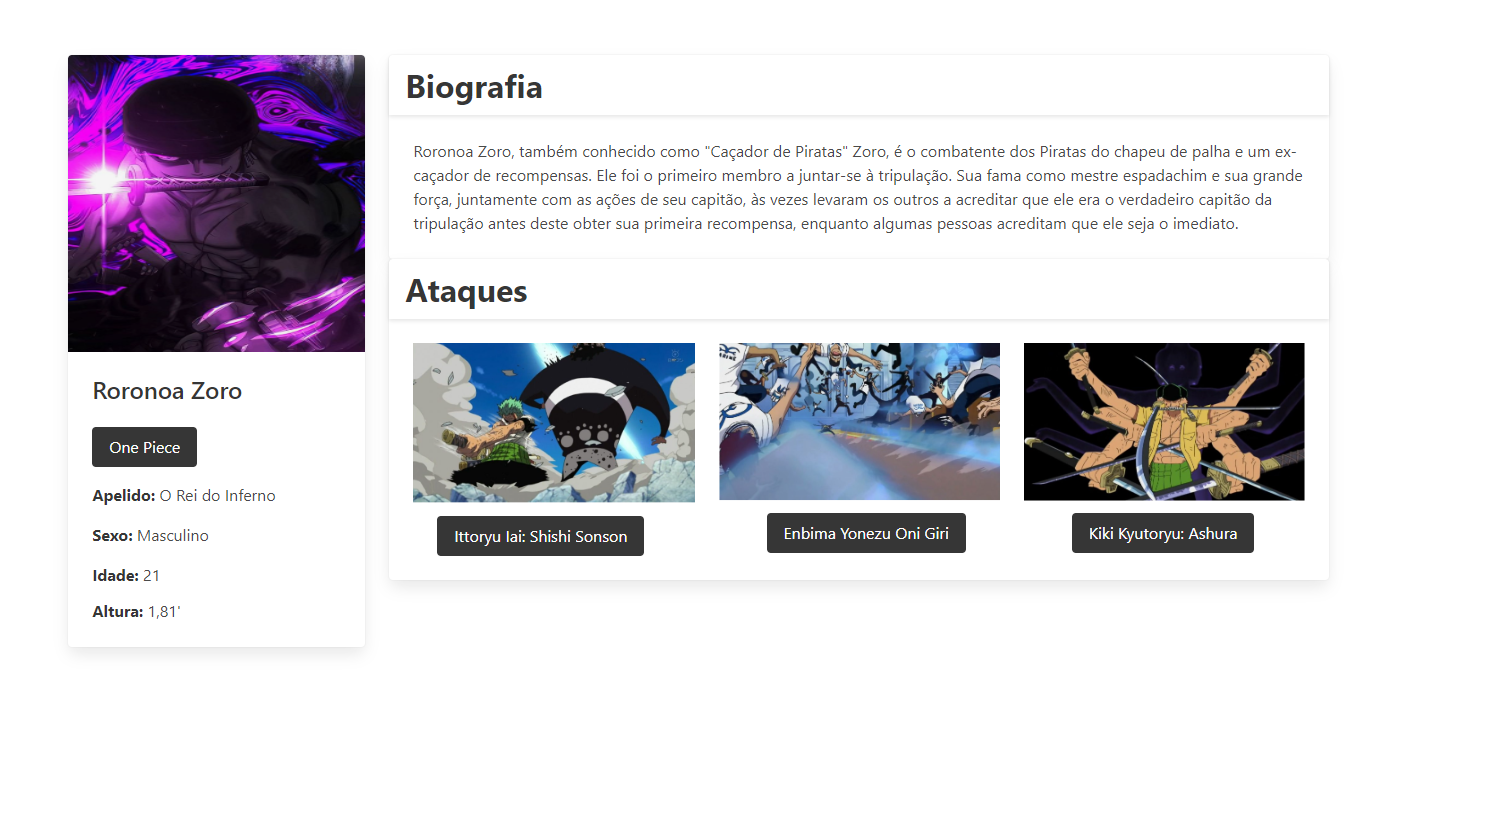 Roronoa Zoro
One Piece
Apelido: O Rei do Inferno
Sexo: Masculino
Idade: 21
Altura: 1,81'
Biografia
Roronoa Zoro, também conhecido como "Caçador de Piratas" Zoro, é o combatente dos Piratas do chapeu de palha e um ex-
caçador de recompensas. Ele foi o primeiro membro a juntar-se à tripulação. Sua fama como mestre espadachim e sua grande
força, juntamente com as ações de seu capitão, às vezes levaram os outros a acreditar que ele era o verdadeiro capitão da
tripulação antes deste obter sua primeira recompensa, enquanto algumas pessoas acreditam que ele seja o imediato.
Ataques
Ittoryu Iai: Shishi Sonson
Enbima Yonezu Oni Giri
Kiki Kyutoryu: Ashura